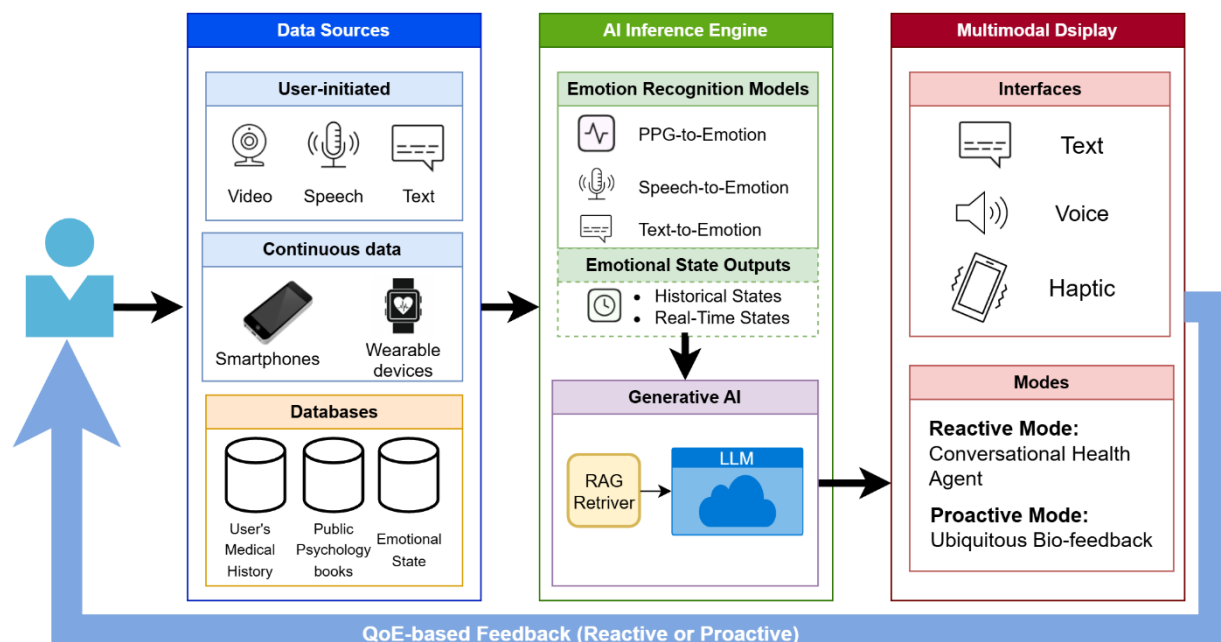 Data Sources
User-initiated
Video
Speech
Text
Continuous data
Smartphones
Wearable
devices
Databases
User's
Medical
History
Public
Psychology
books
Emotional
State
AI Inference Engine
Emotion Recognition Models
PPG-to-Emotion
Speech-to-Emotion
Text-to-Emotion
Emotional State Outputs
• Historical States
• Real-Time States
Generative AI
RAG
Retriver
LLM
Multimodal Dsiplay
Interfaces
Text
Voice
Haptic
Modes
Reactive Mode:
Conversational Health
Agent
Proactive Mode:
Ubiquitous Bio-feedback
QoE-based Feedback (Reactive or Proactive)